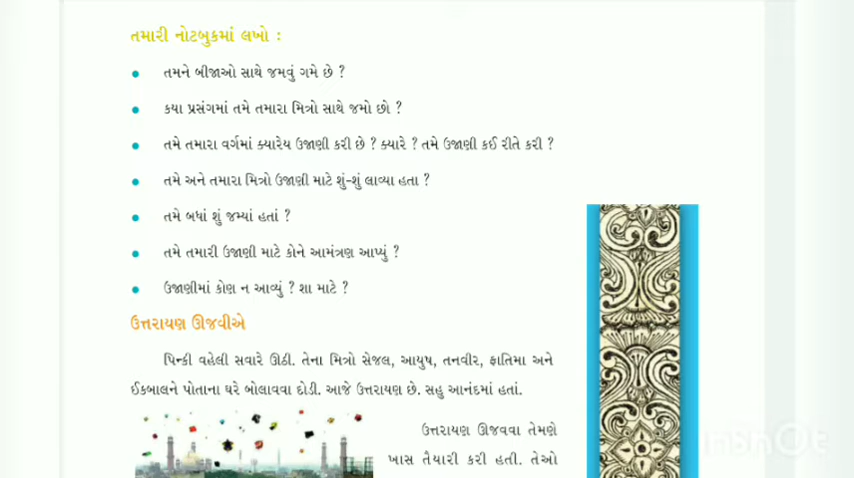 તમારી નોટબુકમાં લખો :
• તમને બીજાઓ સાથે જમવું ગમે છે ?
• કયા પ્રસંગમાં તમે તમારા મિત્રો સાથે જમો છો ?
• તમે તમારા વર્ગમાં ક્યારેય ઉજાણી કરી છે ? ક્યારે ? તમે ઉજાણી કઈ રીતે કરી ?
• તમે અને તમારા મિત્રો ઉજાણી માટે શું-શું લાવ્યા હતા ?
• તમે બધાં શું જમ્યાં હતાં ?
• તમે તમારી ઉજાણી માટે કોને આમંત્રણ આપ્યું ?
• ઉજાણીમાં કોણ ન આવ્યું ? શા માટે ?
ઉત્તરાયણ ઊજવીએ
પિન્કી વહેલી સવારે ઊઠી. તેના મિત્રો સેજલ, આયુષ, તનવીર, ફાતિમા અને
ઈકબાલને પોતાના ઘરે બોલાવવા દોડી. આજે ઉત્તરાયણ છે. સહુ આનંદમાં હતાં.
ઉત્તરાયણ ઊજવવા તેમણે
ખાસ તૈયારી કરી હતી. તેઓ